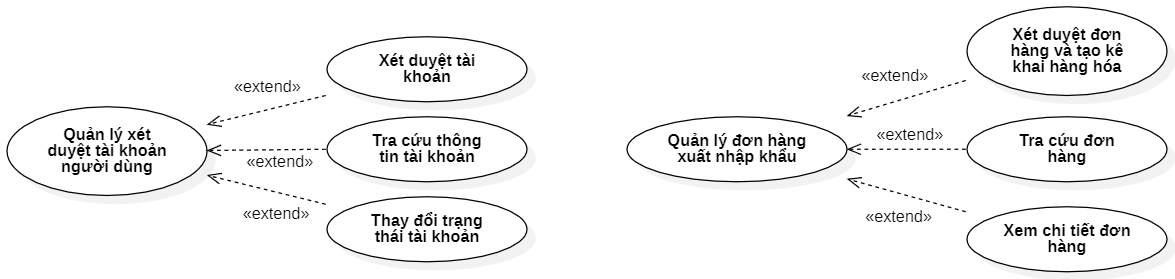 Xét duyệt tài
khoản
«extend»
Quản lý xét
duyệt tài khoản
người dùng
Tra cứu thông
tin tài khoản
«extend»
«extend»
Thay đổi trạng
thái tài khoản
Xét duyệt đơn
hàng và tạo kê
khai hàng hóa
«extend»
Quản lý đơn hàng
xuất nhập khẩu
«extend»
Tra cứu đơn
hàng
«extend»
Xem chi tiết đơn
hàng